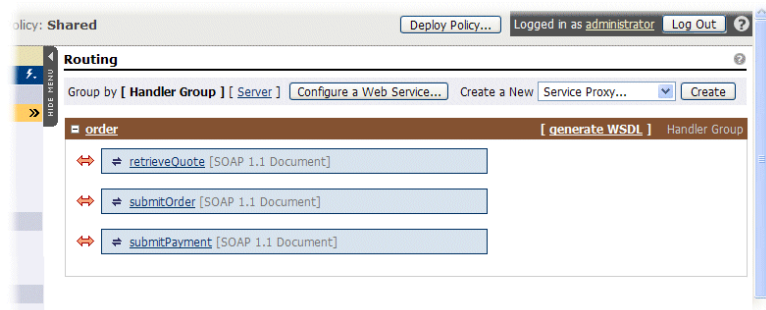 olicy: Shared Deploy Policy... Logged in as administrator Log Out ?
Routing ?
HIDE MENU
Group by [ Handler Group ] [ Server ] Configure a Web Service... Create a New Service Proxy... Create
order [ generate WSDL ] Handler Group
retrieveQuote [SOAP 1.1 Document]
submitOrder [SOAP 1.1 Document]
submitPayment [SOAP 1.1 Document]